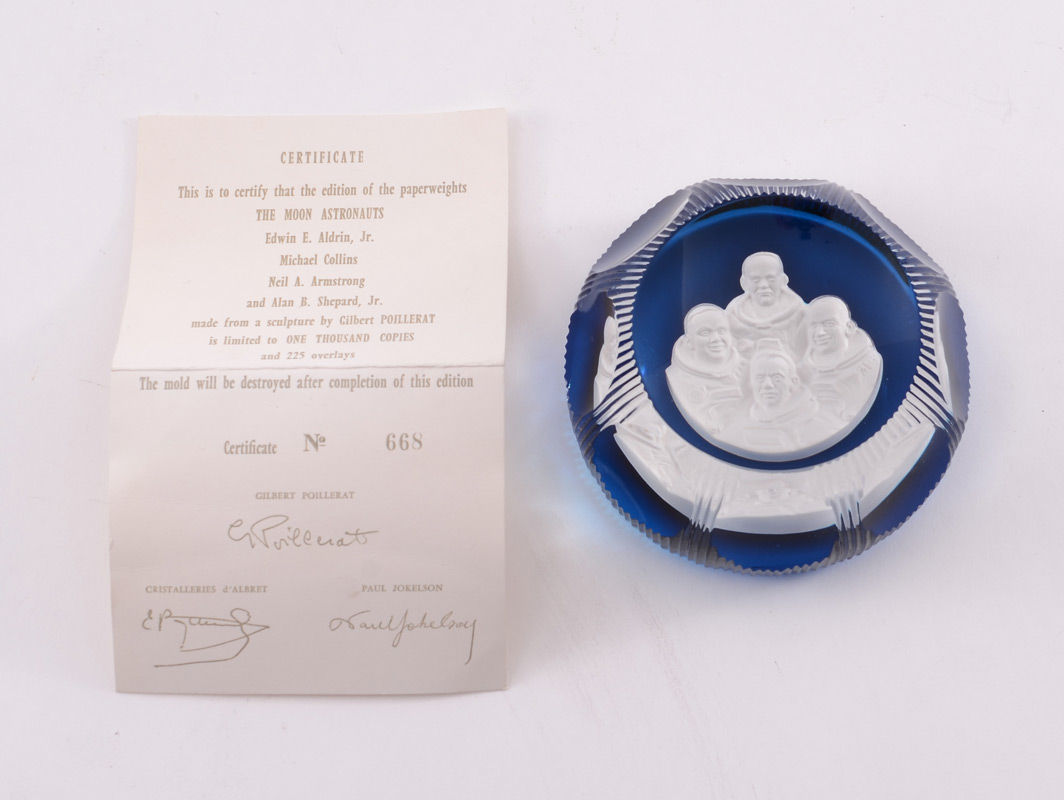 CERTIFICATE
This is to certify that the edition of the paperweights
THE MOON ASTRONAUTS
Edwin E. Aldrin, Jr.
Michael Collins
Neil A. Armstrong
and Alan B. Shepard, Jr.
made from a sculpture by Gilbert POILLERAT
is limited to ONE THOUSAND COPIES
and 225 overlays
The mold will be destroyed after completion of this edition
Certificate Nº 668
GILBERT POILLERAT
G Poillerat
CRISTALLERIES d'ALBRET PAUL JOKELSON
Paul Jokelson